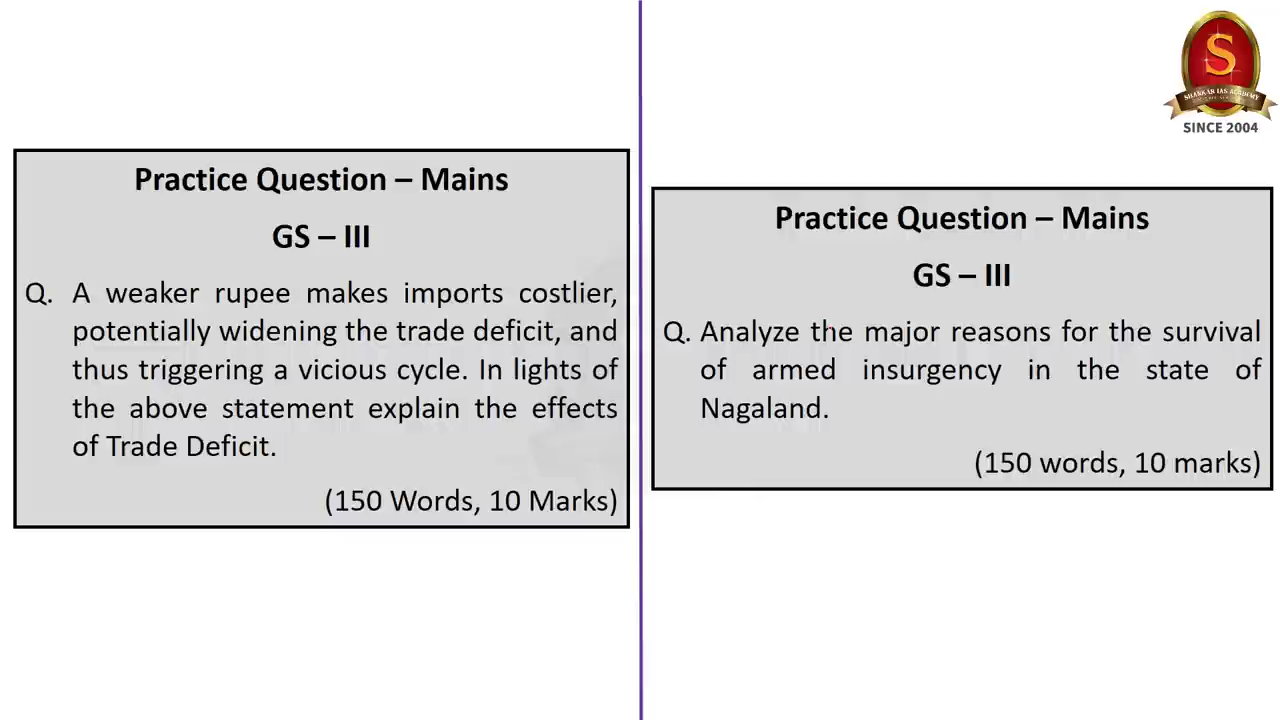 Practice Question – Mains
GS – III
Q. A weaker rupee makes imports costlier,
potentially widening the trade deficit, and
thus triggering a vicious cycle. In lights of
the above statement explain the effects
of Trade Deficit.
(150 Words, 10 Marks)
Practice Question – Mains
GS – III
Q. Analyze the major reasons for the survival
of armed insurgency in the state of
Nagaland.
(150 words, 10 marks)
S
SHANKAR IAS ACADEMY
SINCE 2004